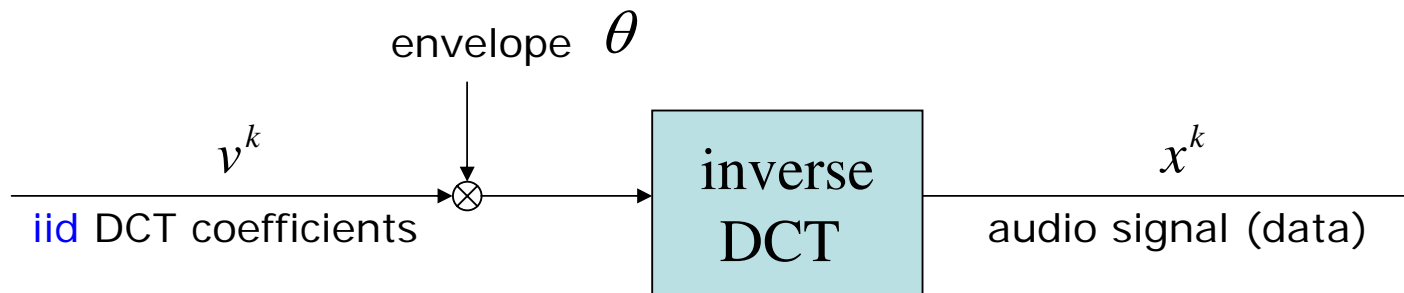 envelope θ
v^k
iid DCT coefficients
inverse
DCT
x^k
audio signal (data)